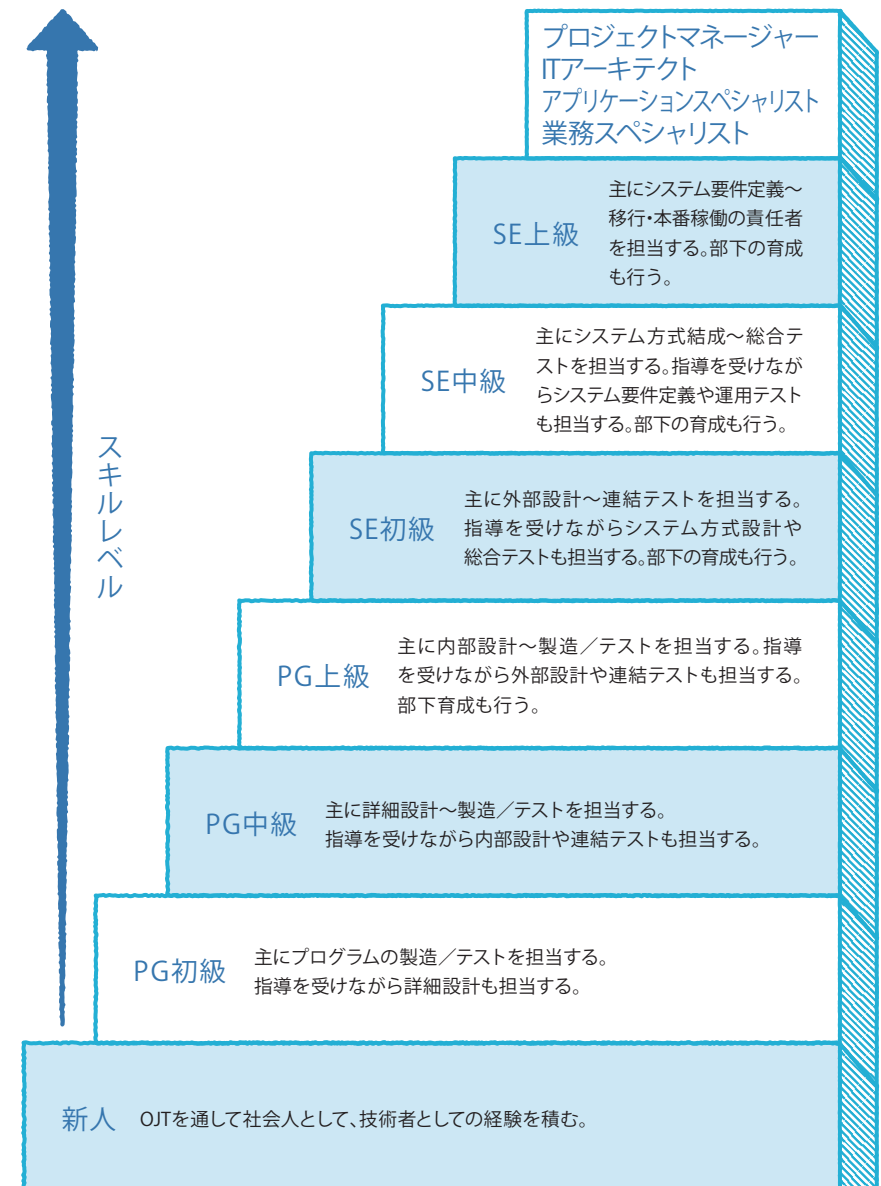 プロジェクトマネージャー
ITアーキテクト
アプリケーションスペシャリスト
業務スペシャリスト
SE上級
主にシステム要件定義～
移行・本番稼働の責任者
を担当する。部下の育成
も行う。
SE中級
主にシステム方式結成～総合テ
ストを担当する。指導を受けなが
らシステム要件定義や運用テスト
も担当する。部下の育成も行う。
スキルレベル
SE初級
主に外部設計～連結テストを担当する。
指導を受けながらシステム方式設計や
総合テストも担当する。部下の育成も行う。
PG上級
主に内部設計～製造／テストを担当する。指導
を受けながら外部設計や連結テストも担当する。
部下育成も行う。
PG中級
主に詳細設計～製造／テストを担当する。
指導を受けながら内部設計や連結テストも担当する。
PG初級
主にプログラムの製造／テストを担当する。
指導を受けながら詳細設計も担当する。
新人
OJTを通して社会人として、技術者としての経験を積む。